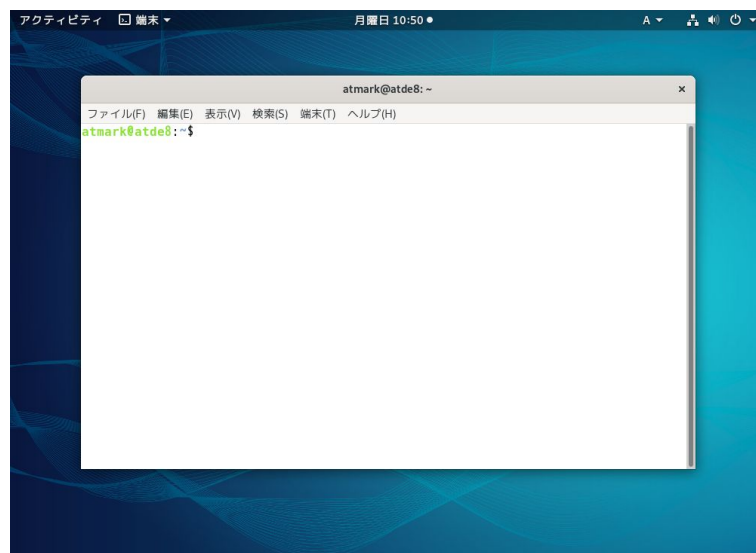 アクティビティ 端末 月曜日 10:50 A
atmark@atde8: ~ ×
ファイル(F) 編集(E) 表示(V) 検索(S) 端末(T) ヘルプ(H)
atmark@atde8:~$